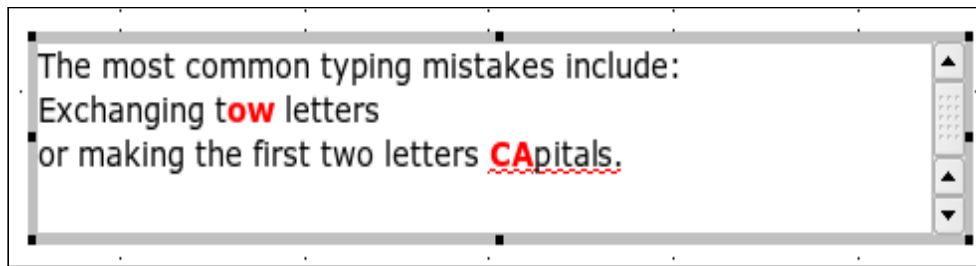 The most common typing mistakes include:
Exchanging tow letters
or making the first two letters CApitals.